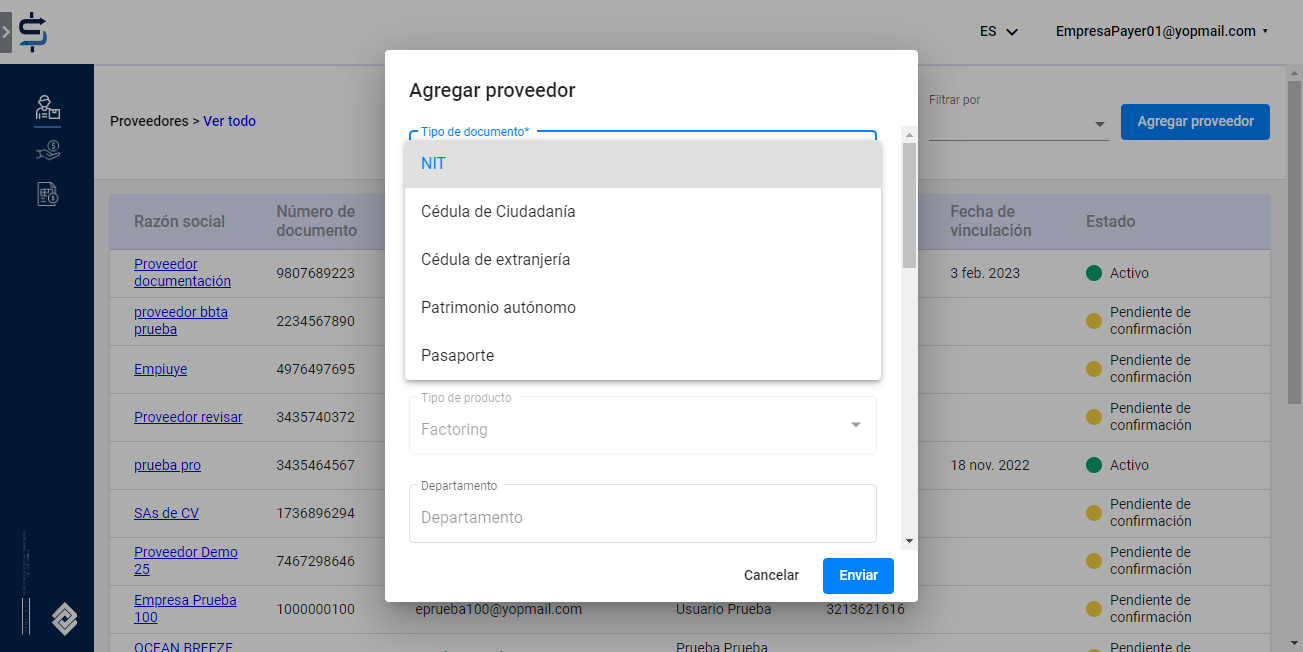 ES
EmpresaPayer01@yopmail.com
Proveedores > Ver todo
Filtrar por
Agregar proveedor
Agregar proveedor
Tipo de documento*
NIT
Cédula de Ciudadanía
Cédula de extranjería
Patrimonio autónomo
Pasaporte
Tipo de producto
Factoring
Departamento
Departamento
Cancelar
Enviar
Razón social
Número de
documento
Fecha de
vinculación
Estado
Proveedor
documentación
9807689223
3 feb. 2023
Activo
proveedor bbta
prueba
2234567890
Pendiente de
confirmación
Empiuye
4976497695
Pendiente de
confirmación
Proveedor revisar
3435740372
Pendiente de
confirmación
prueba pro
3435464567
18 nov. 2022
Activo
SAs de CV
1736896294
Pendiente de
confirmación
Proveedor Demo
25
7467298646
Pendiente de
confirmación
Empresa Prueba
100
1000000100
eprueba100@yopmail.com
Usuario Prueba
3213621616
Pendiente de
confirmación
OCEAN BREEZE
Prueba Prueba